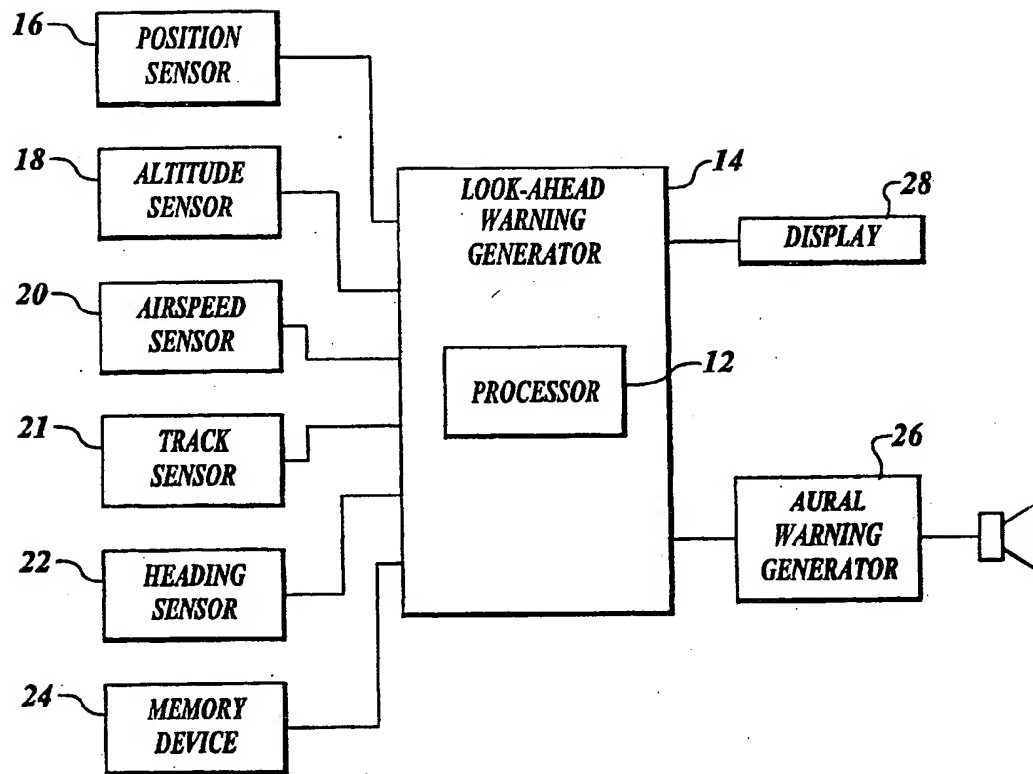 16
POSITION
SENSOR
18
ALTITUDE
SENSOR
20
AIRSPEED
SENSOR
21
TRACK
SENSOR
22
HEADING
SENSOR
24
MEMORY
DEVICE
14
LOOK-AHEAD
WARNING
GENERATOR
12
PROCESSOR
28
DISPLAY
26
AURAL
WARNING
GENERATOR